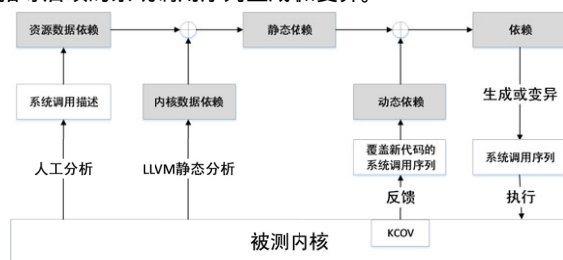 资源数据依赖
静态依赖
依赖
系统调用描述
内核数据依赖
动态依赖
生成或变异
覆盖新代码的
系统调用序列
系统调用序列
人工分析
LLVM静态分析
反馈
执行
KCOV
被测内核